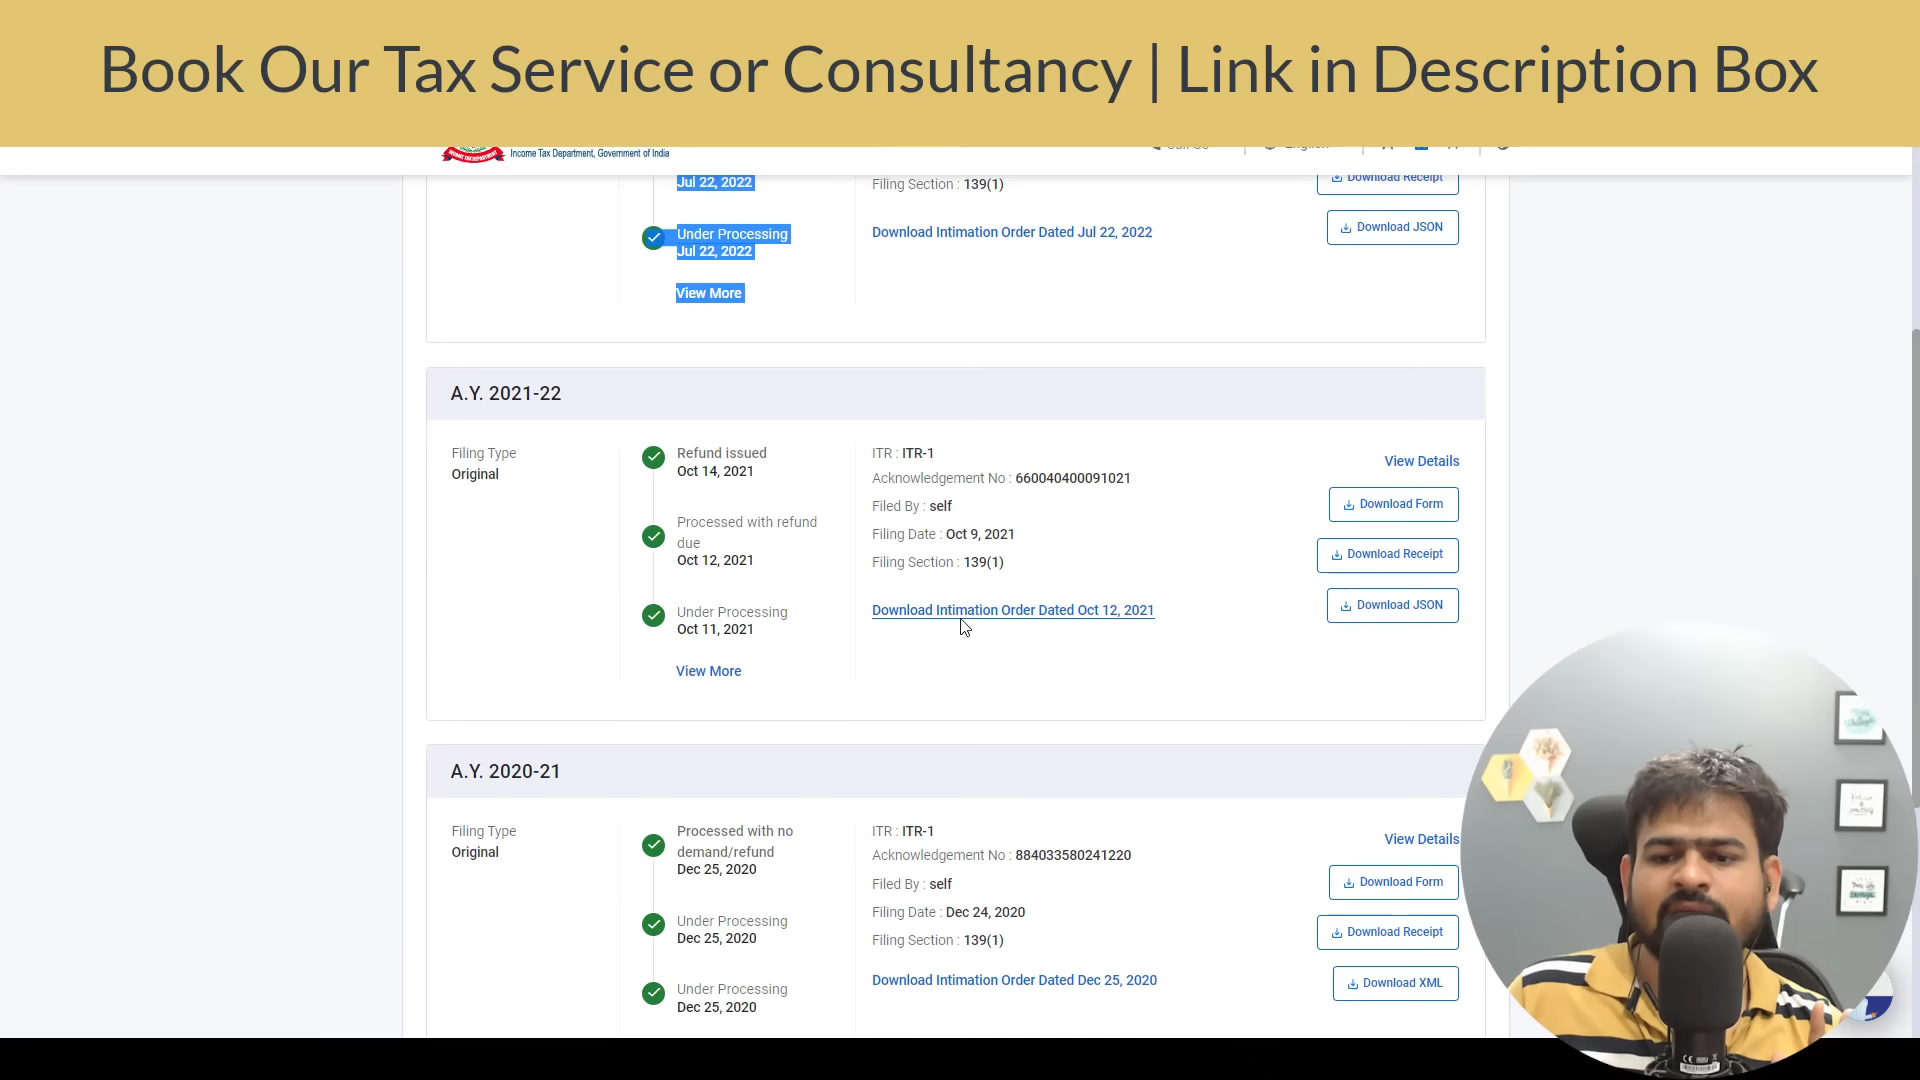 Book Our Tax Service or Consultancy | Link in Description Box
Income Tax Department, Government of India
Call Us
English
Jul 22, 2022
Filing Section : 139(1)
Download Receipt
Under Processing
Jul 22, 2022
Download Intimation Order Dated Jul 22, 2022
Download JSON
View More
A.Y. 2021-22
Filing Type
Original
Refund issued
Oct 14, 2021
Processed with refund
due
Oct 12, 2021
Under Processing
Oct 11, 2021
View More
ITR : ITR-1
Acknowledgement No : 660040400091021
Filed By : self
Filing Date : Oct 9, 2021
Filing Section : 139(1)
Download Intimation Order Dated Oct 12, 2021
View Details
Download Form
Download Receipt
Download JSON
A.Y. 2020-21
Filing Type
Original
Processed with no
demand/refund
Dec 25, 2020
Under Processing
Dec 25, 2020
Under Processing
Dec 25, 2020
ITR : ITR-1
Acknowledgement No : 884033580241220
Filed By : self
Filing Date : Dec 24, 2020
Filing Section : 139(1)
Download Intimation Order Dated Dec 25, 2020
View Details
Download Form
Download Receipt
Download XML